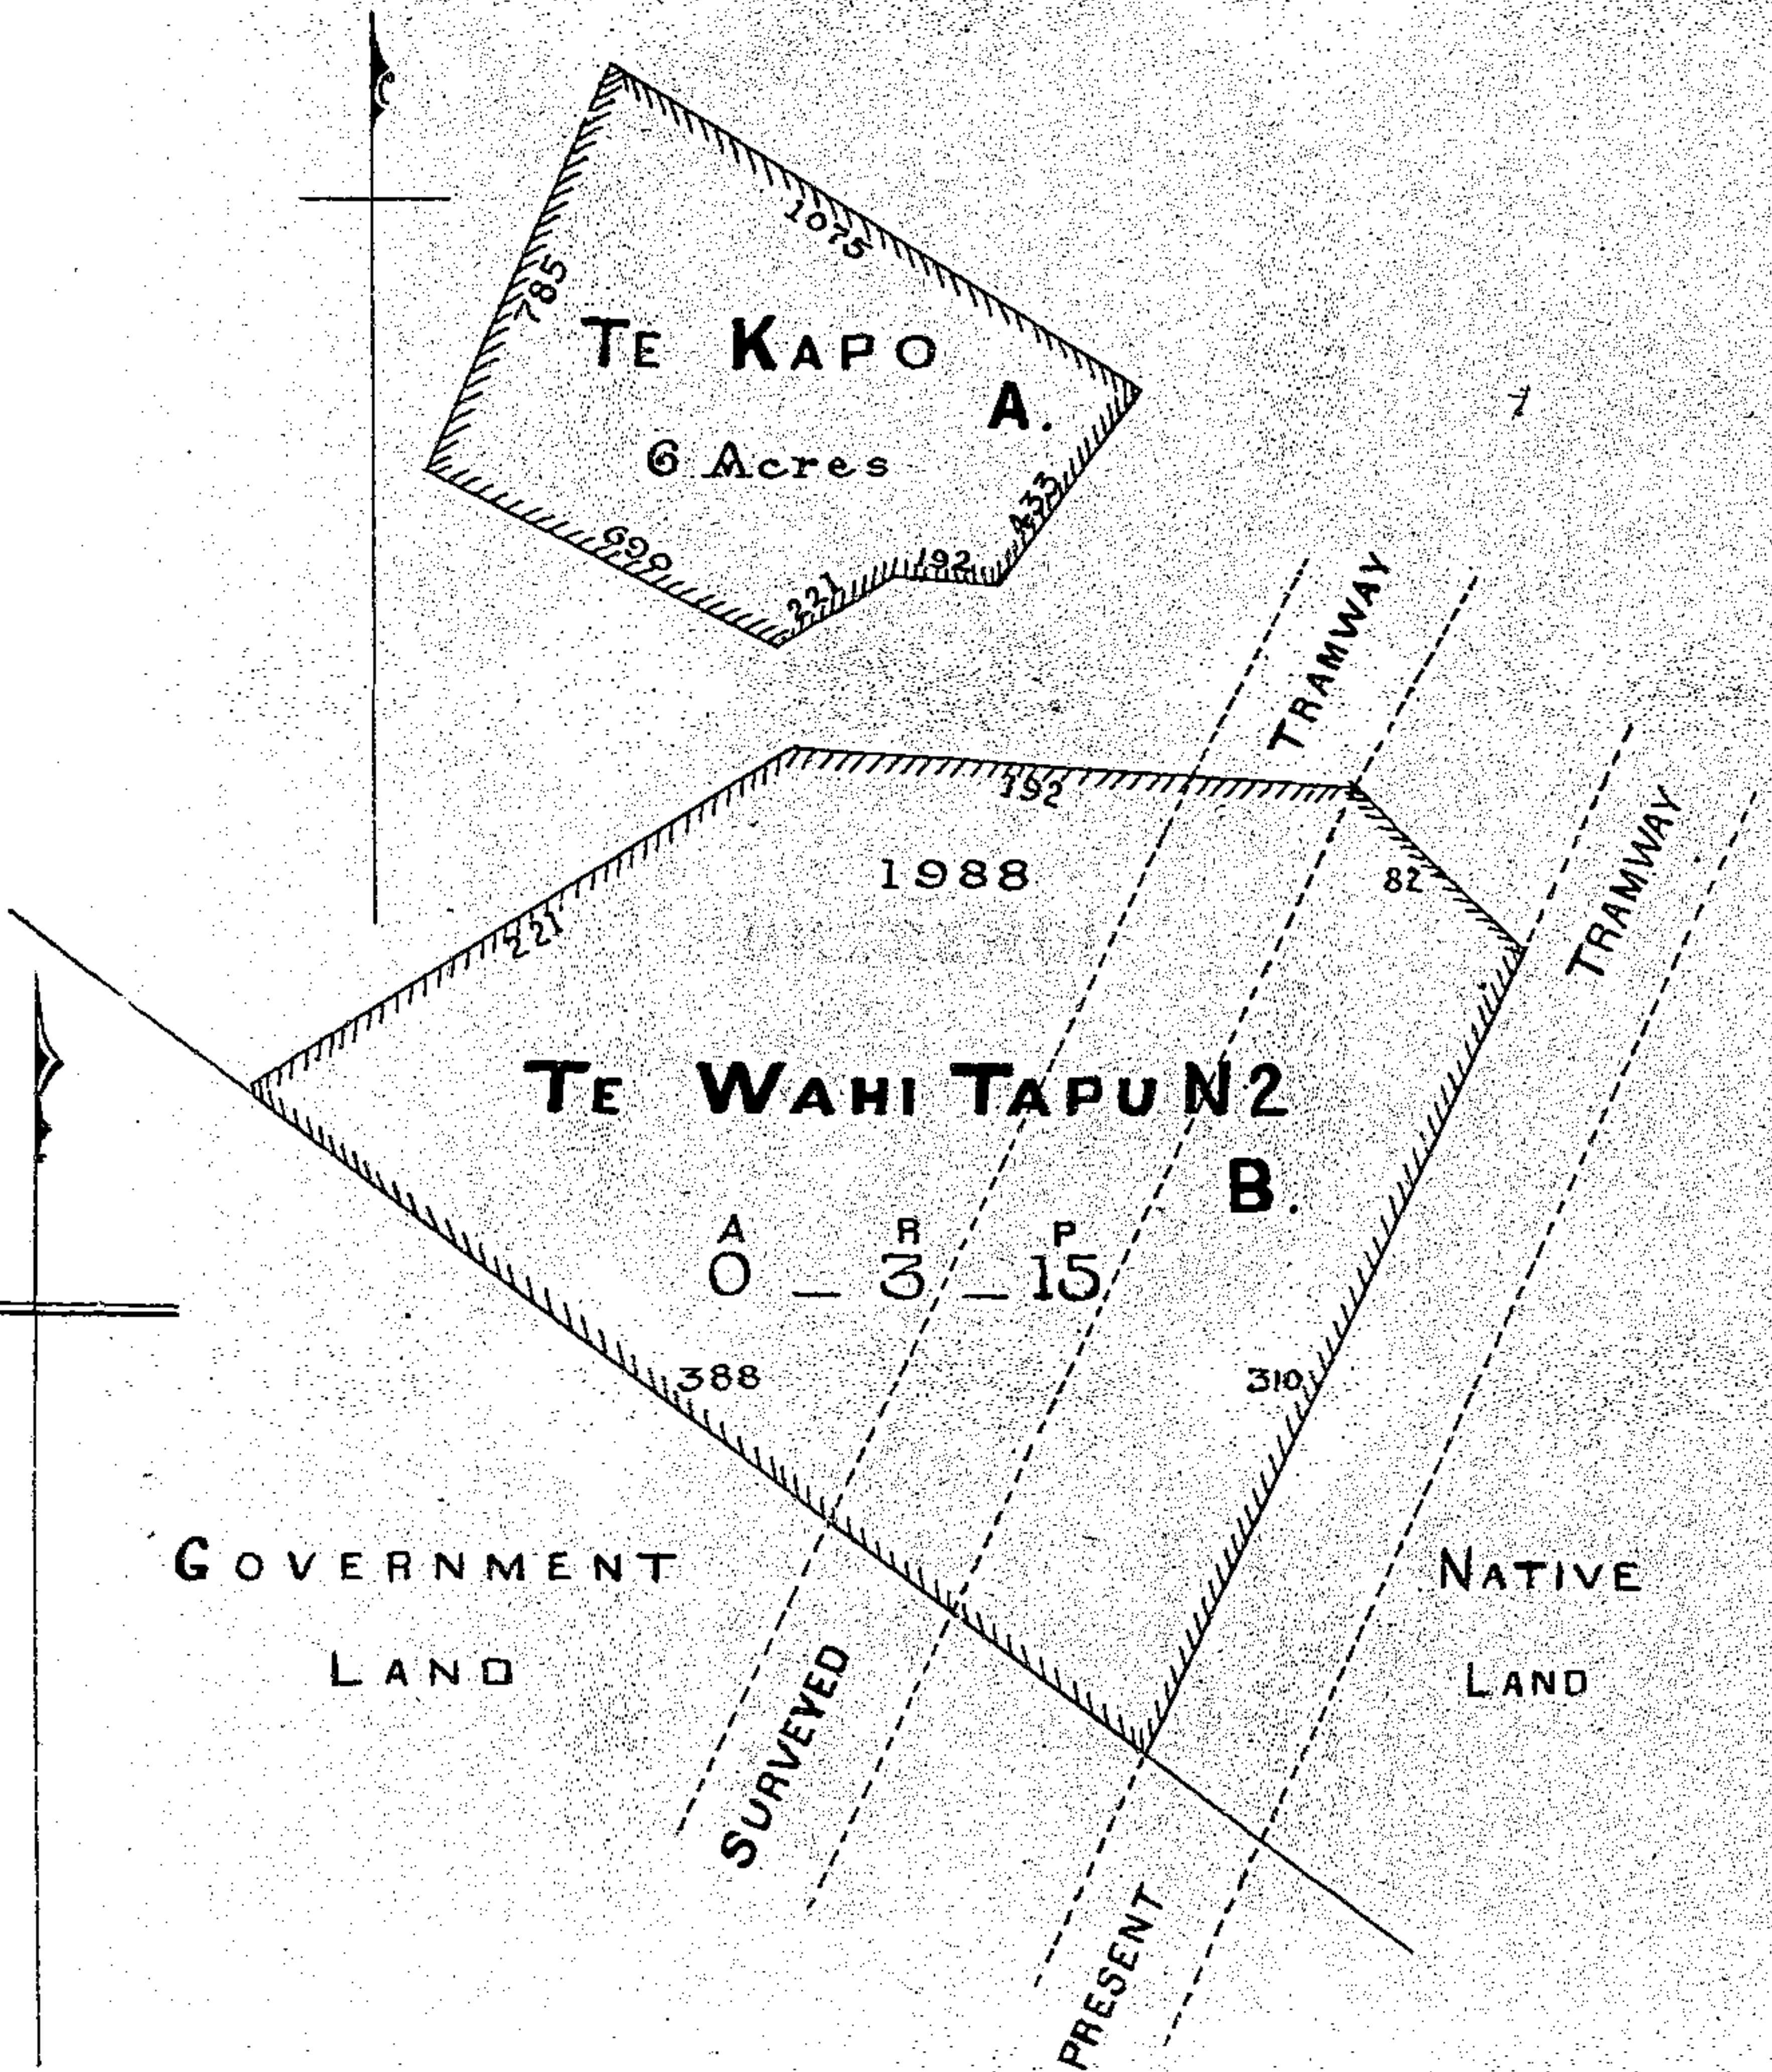 1075
785
TE KAPO
A.
6 Acres
433
699
192
221
TRAMWAY
192
1988
82
TRAMWAY
221
TE WAHI TAPU N2
B.
A R P
0 _ 3 _ 15
388
310
GOVERNMENT
LAND
NATIVE
LAND
SURVEYED
PRESENT